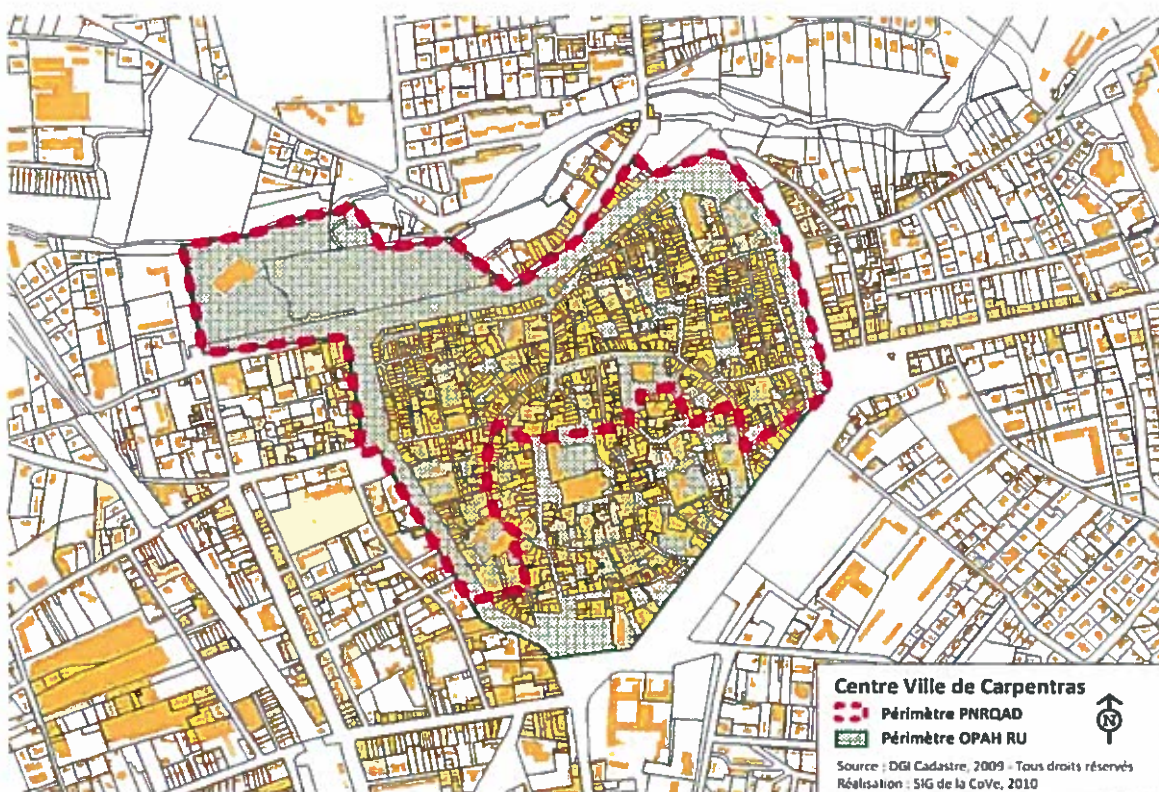 Centre Ville de Carpentras
Périmètre PNRQAD
N
Périmètre OPAH RU
Source : DGI Cadastre, 2009 - Tous droits réservés
Réalisation : SIG de la CoVe, 2010